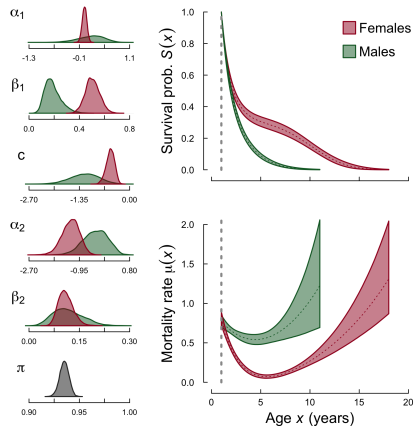 α1
-1.3 -0.1 1.1
β1
0.0 0.4 0.8
c
-2.70 -1.35 0.00
α2
-2.70 -0.95 0.80
β2
0.00 0.15 0.30
π
0.90 0.95 1.00
Survival prob. S(x)
1.0
0.8
0.6
0.4
0.2
0.0
Females
Males
Mortality rate μ(x)
2.0
1.5
1.0
0.5
0.0
0 5 10 15 20
Age x (years)